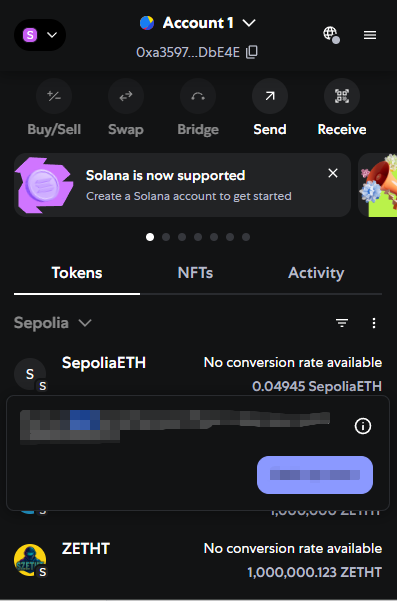 S
Account 1
0xa3597...DbE4E
Buy/Sell
Swap
Bridge
Send
Receive
Solana is now supported
Create a Solana account to get started
Tokens
NFTs
Activity
Sepolia
S
SepoliaETH
No conversion rate available
S
0.04945 SepoliaETH
1,000,000 ZETHT
SZETH
ZETHT
No conversion rate available
S
1,000,000.123 ZETHT